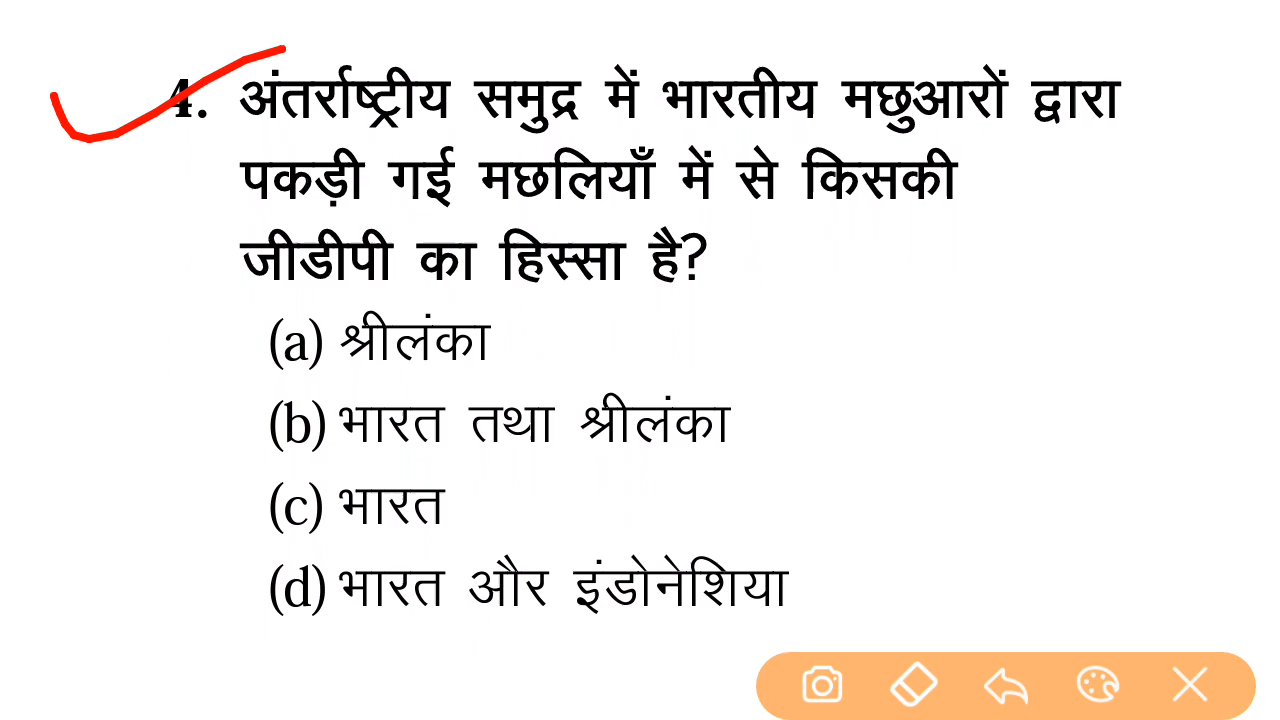 4. अंतर्राष्ट्रीय समुद्र में भारतीय मछुआरों द्वारा
पकड़ी गई मछलियाँ में से किसकी
जीडीपी का हिस्सा है?
(a) श्रीलंका
(b) भारत तथा श्रीलंका
(c) भारत
(d) भारत और इंडोनेशिया